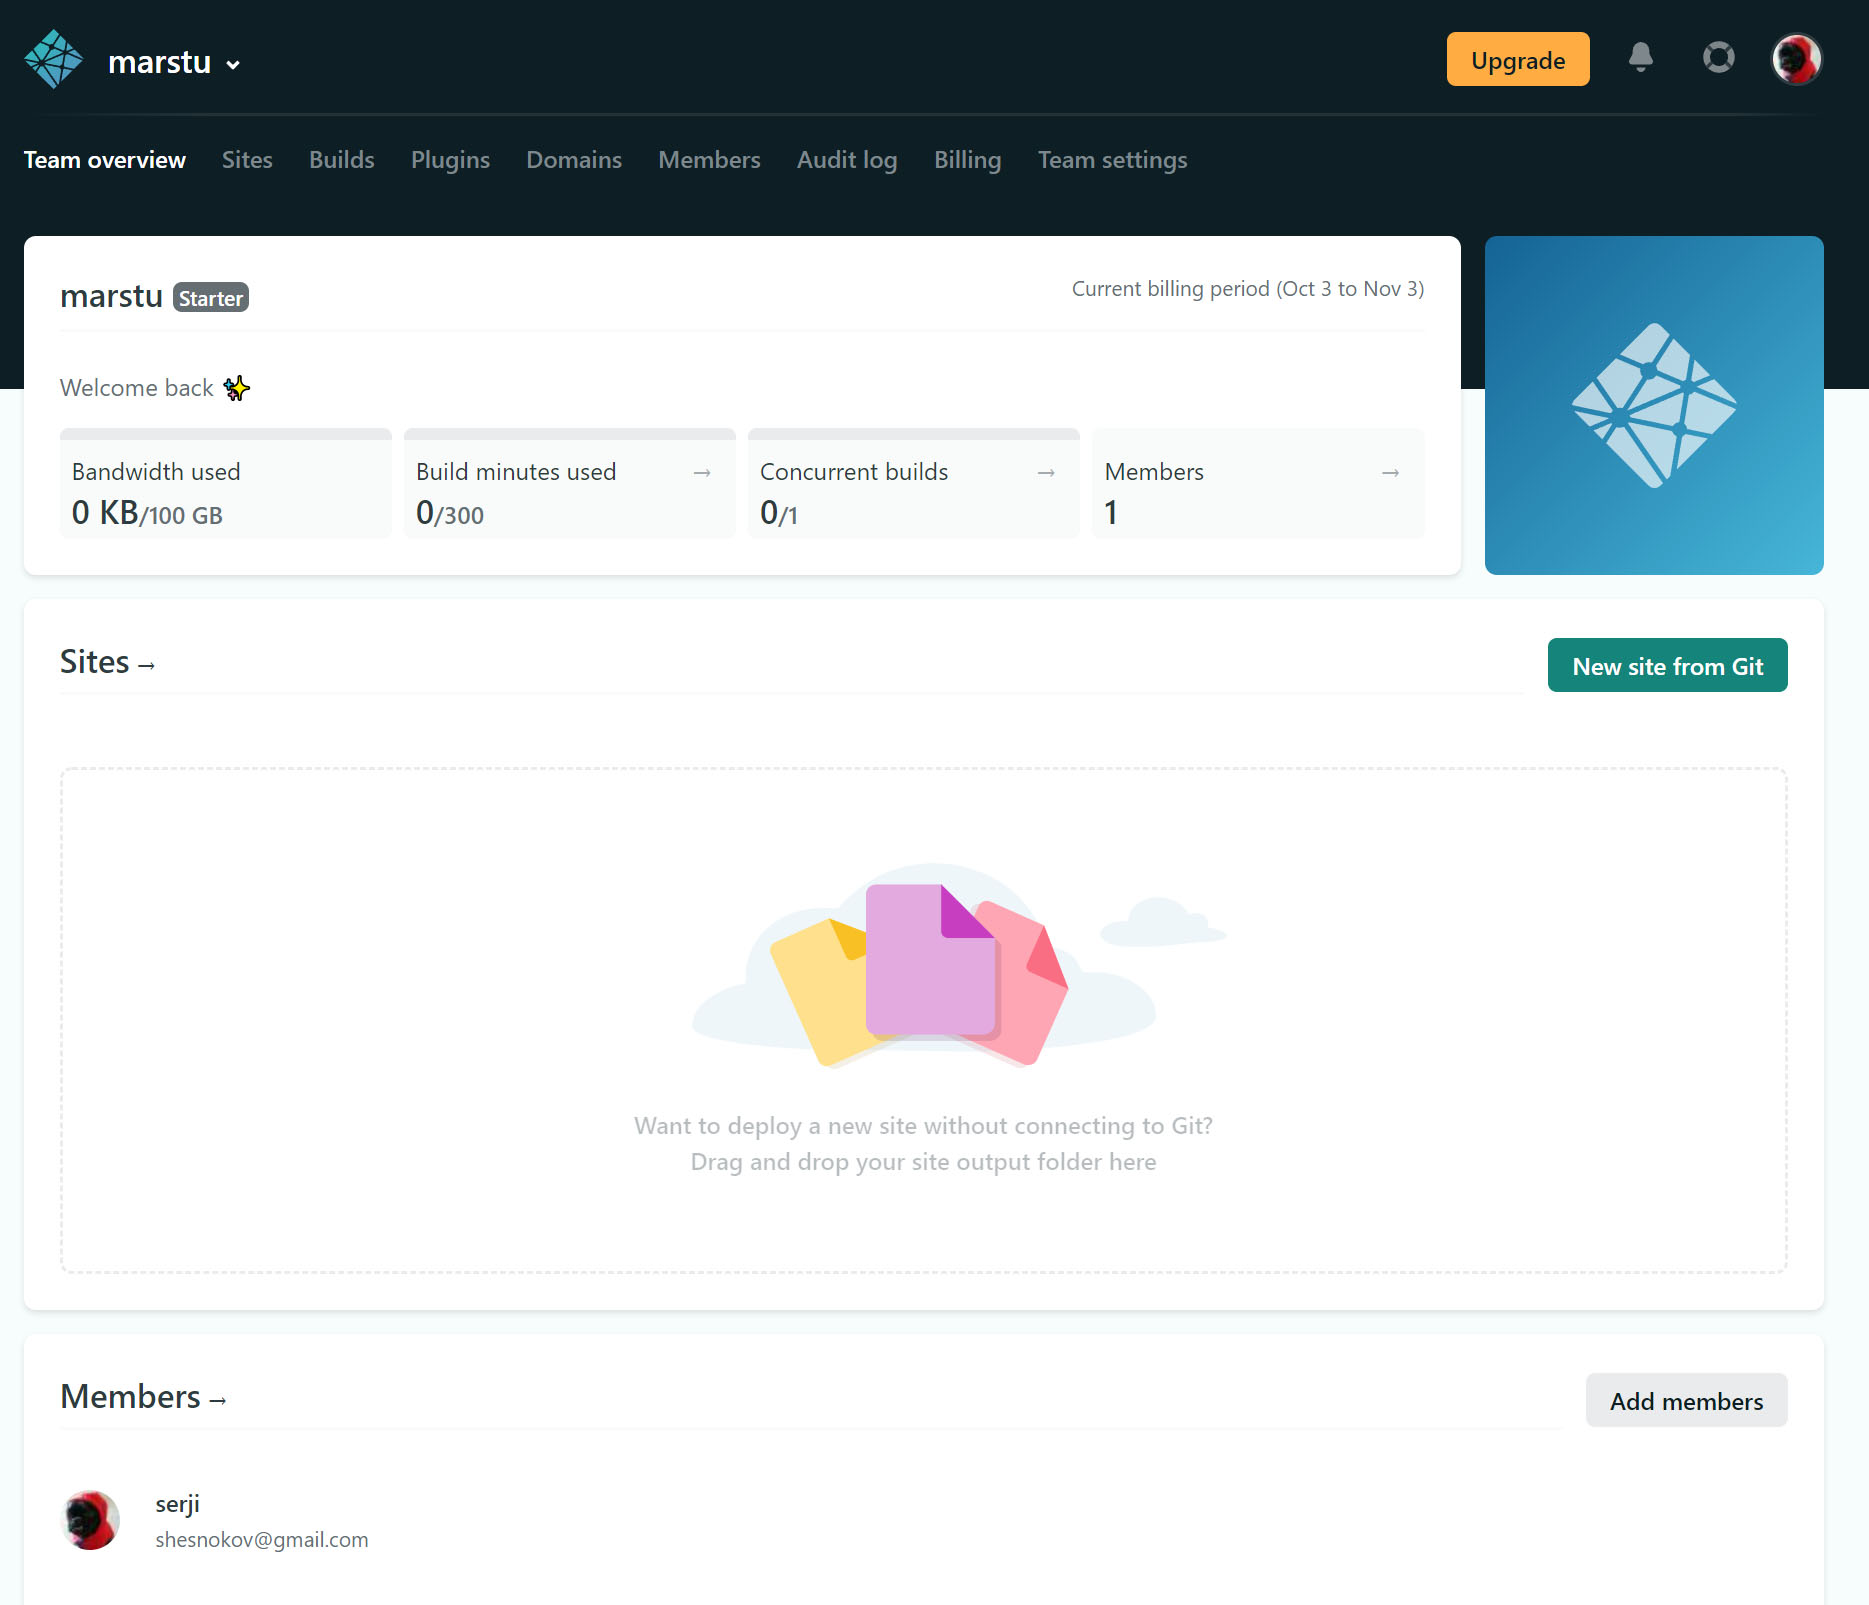 marstu
Upgrade
Team overview Sites Builds Plugins Domains Members Audit log Billing Team settings
marstu Starter
Current billing period (Oct 3 to Nov 3)
Welcome back
Bandwidth used
0 KB/100 GB
Build minutes used →
0/300
Concurrent builds →
0/1
Members →
1
Sites →
New site from Git
Want to deploy a new site without connecting to Git?
Drag and drop your site output folder here
Members →
Add members
serji
shesnokov@gmail.com